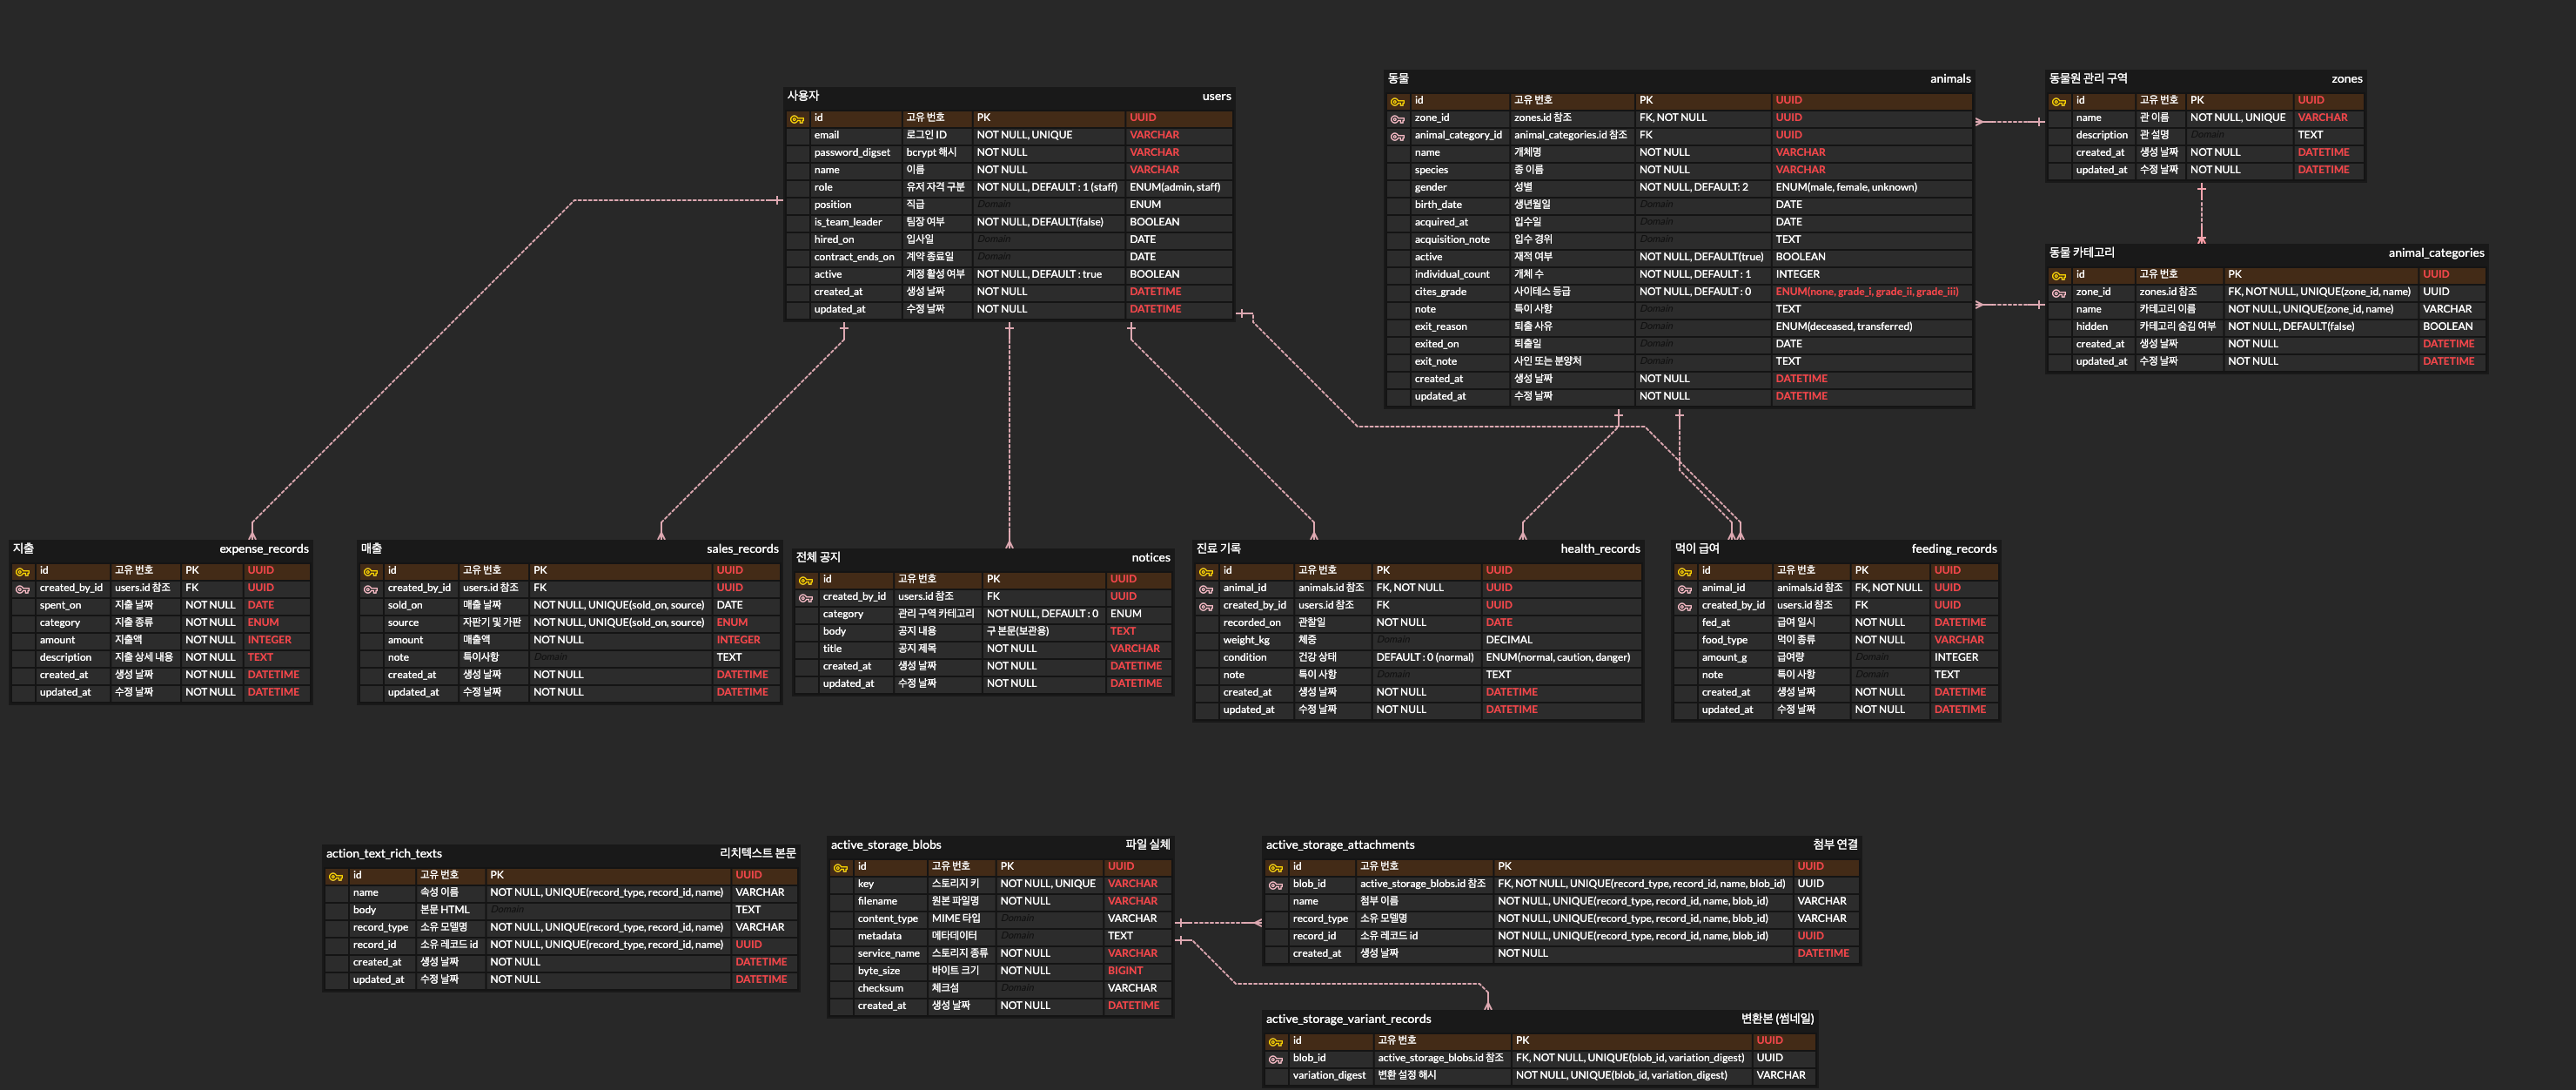 사용자 users
id 고유 번호 PK UUID
email 로그인 ID NOT NULL, UNIQUE VARCHAR
password_digset bcrypt 해시 NOT NULL VARCHAR
name 이름 NOT NULL VARCHAR
role 유저 자격 구분 NOT NULL, DEFAULT : 1 (staff) ENUM(admin, staff)
position 직급 Domain ENUM
is_team_leader 팀장 여부 NOT NULL, DEFAULT(false) BOOLEAN
hired_on 입사일 Domain DATE
contract_ends_on 계약 종료일 Domain DATE
active 계정 활성 여부 NOT NULL, DEFAULT : true BOOLEAN
created_at 생성 날짜 NOT NULL DATETIME
updated_at 수정 날짜 NOT NULL DATETIME
동물 animals
id 고유 번호 PK UUID
zone_id zones.id 참조 FK, NOT NULL UUID
animal_category_id animal_categories.id 참조 FK UUID
name 개체명 NOT NULL VARCHAR
species 종 이름 NOT NULL VARCHAR
gender 성별 NOT NULL, DEFAULT: 2 ENUM(male, female, unknown)
birth_date 생년월일 Domain DATE
acquired_at 입수일 Domain DATE
acquisition_note 입수 경위 Domain TEXT
active 재적 여부 NOT NULL, DEFAULT(true) BOOLEAN
individual_count 개체 수 NOT NULL, DEFAULT : 1 INTEGER
cites_grade 사이테스 등급 NOT NULL, DEFAULT : 0 ENUM(none, grade_i, grade_ii, grade_iii)
note 특이 사항 Domain TEXT
exit_reason 퇴출 사유 Domain ENUM(deceased, transferred)
exited_on 퇴출일 Domain DATE
exit_note 사인 또는 분양처 Domain TEXT
created_at 생성 날짜 NOT NULL DATETIME
updated_at 수정 날짜 NOT NULL DATETIME
동물원 관리 구역 zones
id 고유 번호 PK UUID
name 관 이름 NOT NULL, UNIQUE VARCHAR
description 관 설명 Domain TEXT
created_at 생성 날짜 NOT NULL DATETIME
updated_at 수정 날짜 NOT NULL DATETIME
동물 카테고리 animal_categories
id 고유 번호 PK UUID
zone_id zones.id 참조 FK, NOT NULL, UNIQUE(zone_id, name) UUID
name 카테고리 이름 NOT NULL, UNIQUE(zone_id, name) VARCHAR
hidden 카테고리 숨김 여부 NOT NULL, DEFAULT(false) BOOLEAN
created_at 생성 날짜 NOT NULL DATETIME
updated_at 수정 날짜 NOT NULL DATETIME
지출 expense_records
id 고유 번호 PK UUID
created_by_id users.id 참조 FK UUID
spent_on 지출 날짜 NOT NULL DATE
category 지출 종류 NOT NULL ENUM
amount 지출액 NOT NULL INTEGER
description 지출 상세 내용 NOT NULL TEXT
created_at 생성 날짜 NOT NULL DATETIME
updated_at 수정 날짜 NOT NULL DATETIME
매출 sales_records
id 고유 번호 PK UUID
created_by_id users.id 참조 FK UUID
sold_on 매출 날짜 NOT NULL, UNIQUE(sold_on, source) DATE
source 자판기 및 가판 NOT NULL, UNIQUE(sold_on, source) ENUM
amount 매출액 NOT NULL INTEGER
note 특이사항 Domain TEXT
created_at 생성 날짜 NOT NULL DATETIME
updated_at 수정 날짜 NOT NULL DATETIME
전체 공지 notices
id 고유 번호 PK UUID
created_by_id users.id 참조 FK UUID
category 관리 구역 카테고리 NOT NULL, DEFAULT : 0 ENUM
body 공지 내용 구 본문(보관용) TEXT
title 공지 제목 NOT NULL VARCHAR
created_at 생성 날짜 NOT NULL DATETIME
updated_at 수정 날짜 NOT NULL DATETIME
진료 기록 health_records
id 고유 번호 PK UUID
animal_id animals.id 참조 FK, NOT NULL UUID
created_by_id users.id 참조 FK UUID
recorded_on 관찰일 NOT NULL DATE
weight_kg 체중 Domain DECIMAL
condition 건강 상태 DEFAULT : 0 (normal) ENUM(normal, caution, danger)
note 특이 사항 Domain TEXT
created_at 생성 날짜 NOT NULL DATETIME
updated_at 수정 날짜 NOT NULL DATETIME
먹이 급여 feeding_records
id 고유 번호 PK UUID
animal_id animals.id 참조 FK, NOT NULL UUID
created_by_id users.id 참조 FK UUID
fed_at 급여 일시 NOT NULL DATETIME
food_type 먹이 종류 NOT NULL VARCHAR
amount_g 급여량 Domain INTEGER
note 특이 사항 Domain TEXT
created_at 생성 날짜 NOT NULL DATETIME
updated_at 수정 날짜 NOT NULL DATETIME
action_text_rich_texts 리치텍스트 본문
id 고유 번호 PK UUID
name 속성 이름 NOT NULL, UNIQUE(record_type, record_id, name) VARCHAR
body 본문 HTML Domain TEXT
record_type 소유 모델명 NOT NULL, UNIQUE(record_type, record_id, name) VARCHAR
record_id 소유 레코드 id NOT NULL, UNIQUE(record_type, record_id, name) UUID
created_at 생성 날짜 NOT NULL DATETIME
updated_at 수정 날짜 NOT NULL DATETIME
active_storage_blobs 파일 실체
id 고유 번호 PK UUID
key 스토리지 키 NOT NULL, UNIQUE VARCHAR
filename 원본 파일명 NOT NULL VARCHAR
content_type MIME 타입 Domain VARCHAR
metadata 메타데이터 Domain TEXT
service_name 스토리지 종류 NOT NULL VARCHAR
byte_size 바이트 크기 NOT NULL BIGINT
checksum 체크섬 Domain VARCHAR
created_at 생성 날짜 NOT NULL DATETIME
active_storage_attachments 첨부 연결
id 고유 번호 PK UUID
blob_id active_storage_blobs.id 참조 FK, NOT NULL, UNIQUE(record_type, record_id, name, blob_id) UUID
name 첨부 이름 NOT NULL, UNIQUE(record_type, record_id, name, blob_id) VARCHAR
record_type 소유 모델명 NOT NULL, UNIQUE(record_type, record_id, name, blob_id) VARCHAR
record_id 소유 레코드 id NOT NULL, UNIQUE(record_type, record_id, name, blob_id) UUID
created_at 생성 날짜 NOT NULL DATETIME
active_storage_variant_records 변환본 (썸네일)
id 고유 번호 PK UUID
blob_id active_storage_blobs.id 참조 FK, NOT NULL, UNIQUE(blob_id, variation_digest) UUID
variation_digest 변환 설정 해시 NOT NULL, UNIQUE(blob_id, variation_digest) VARCHAR